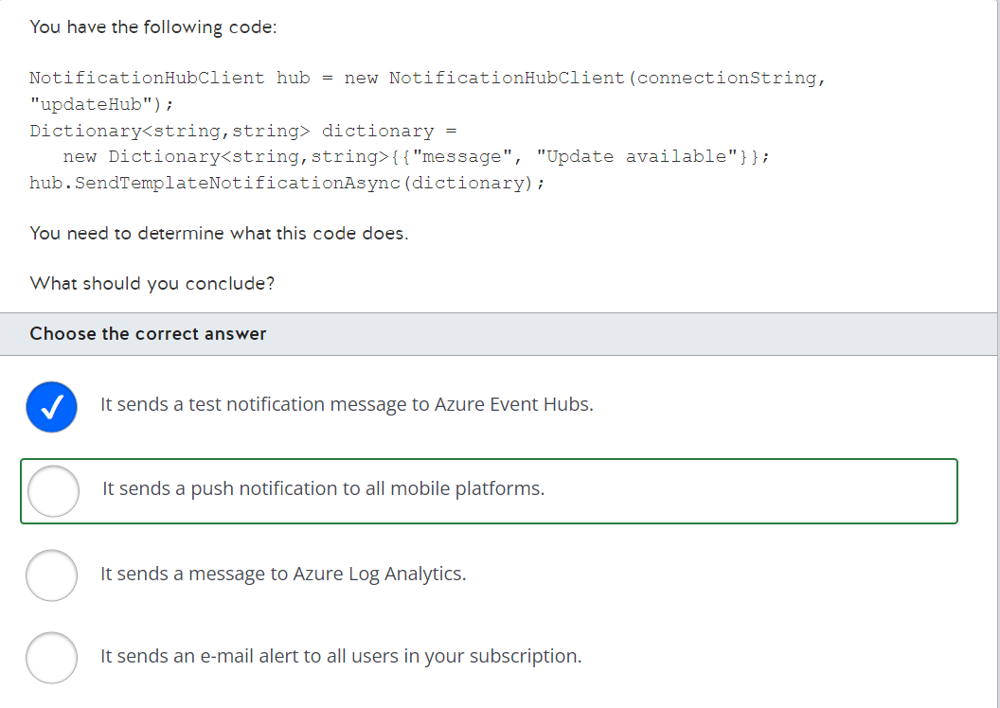 You have the following code:
NotificationHubClient hub = new NotificationHubClient(connectionString,
"updateHub");
Dictionary<string,string> dictionary =
new Dictionary<string,string>{{"message", "Update available"}};
hub.SendTemplateNotificationAsync(dictionary);
You need to determine what this code does.
What should you conclude?
Choose the correct answer
It sends a test notification message to Azure Event Hubs.
It sends a push notification to all mobile platforms.
It sends a message to Azure Log Analytics.
It sends an e-mail alert to all users in your subscription.